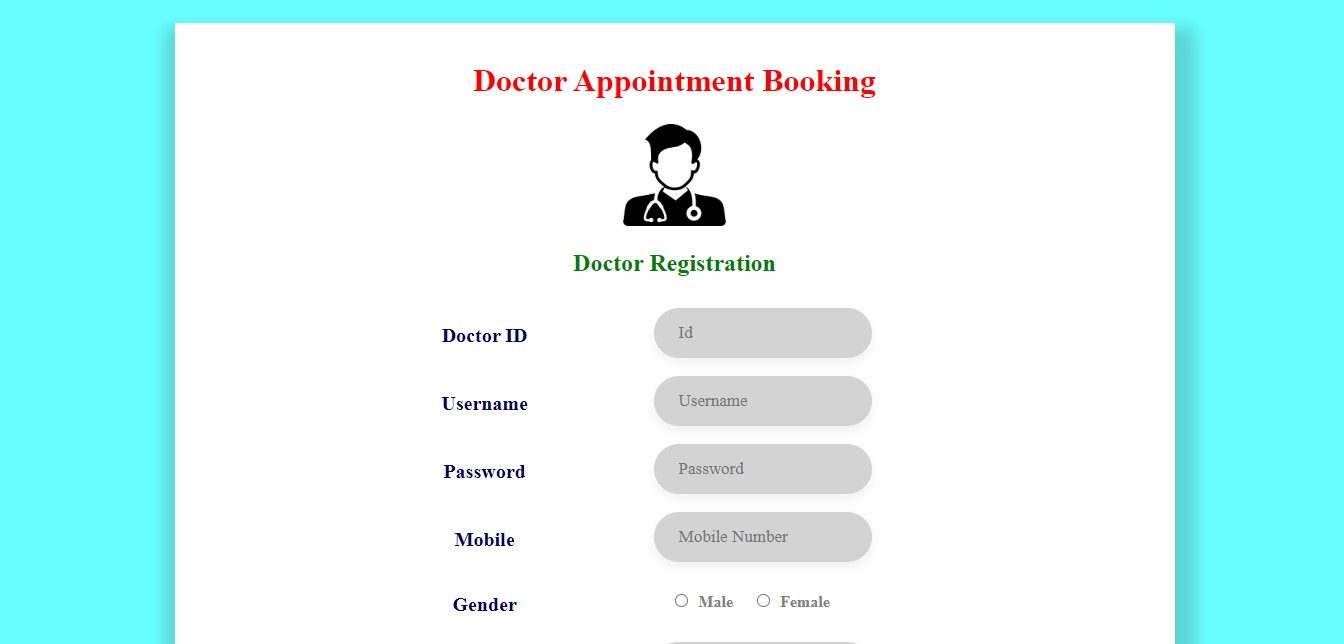 Doctor Appointment Booking
Doctor Registration
Doctor ID Id
Username Username
Password Password
Mobile Mobile Number
Gender Male Female